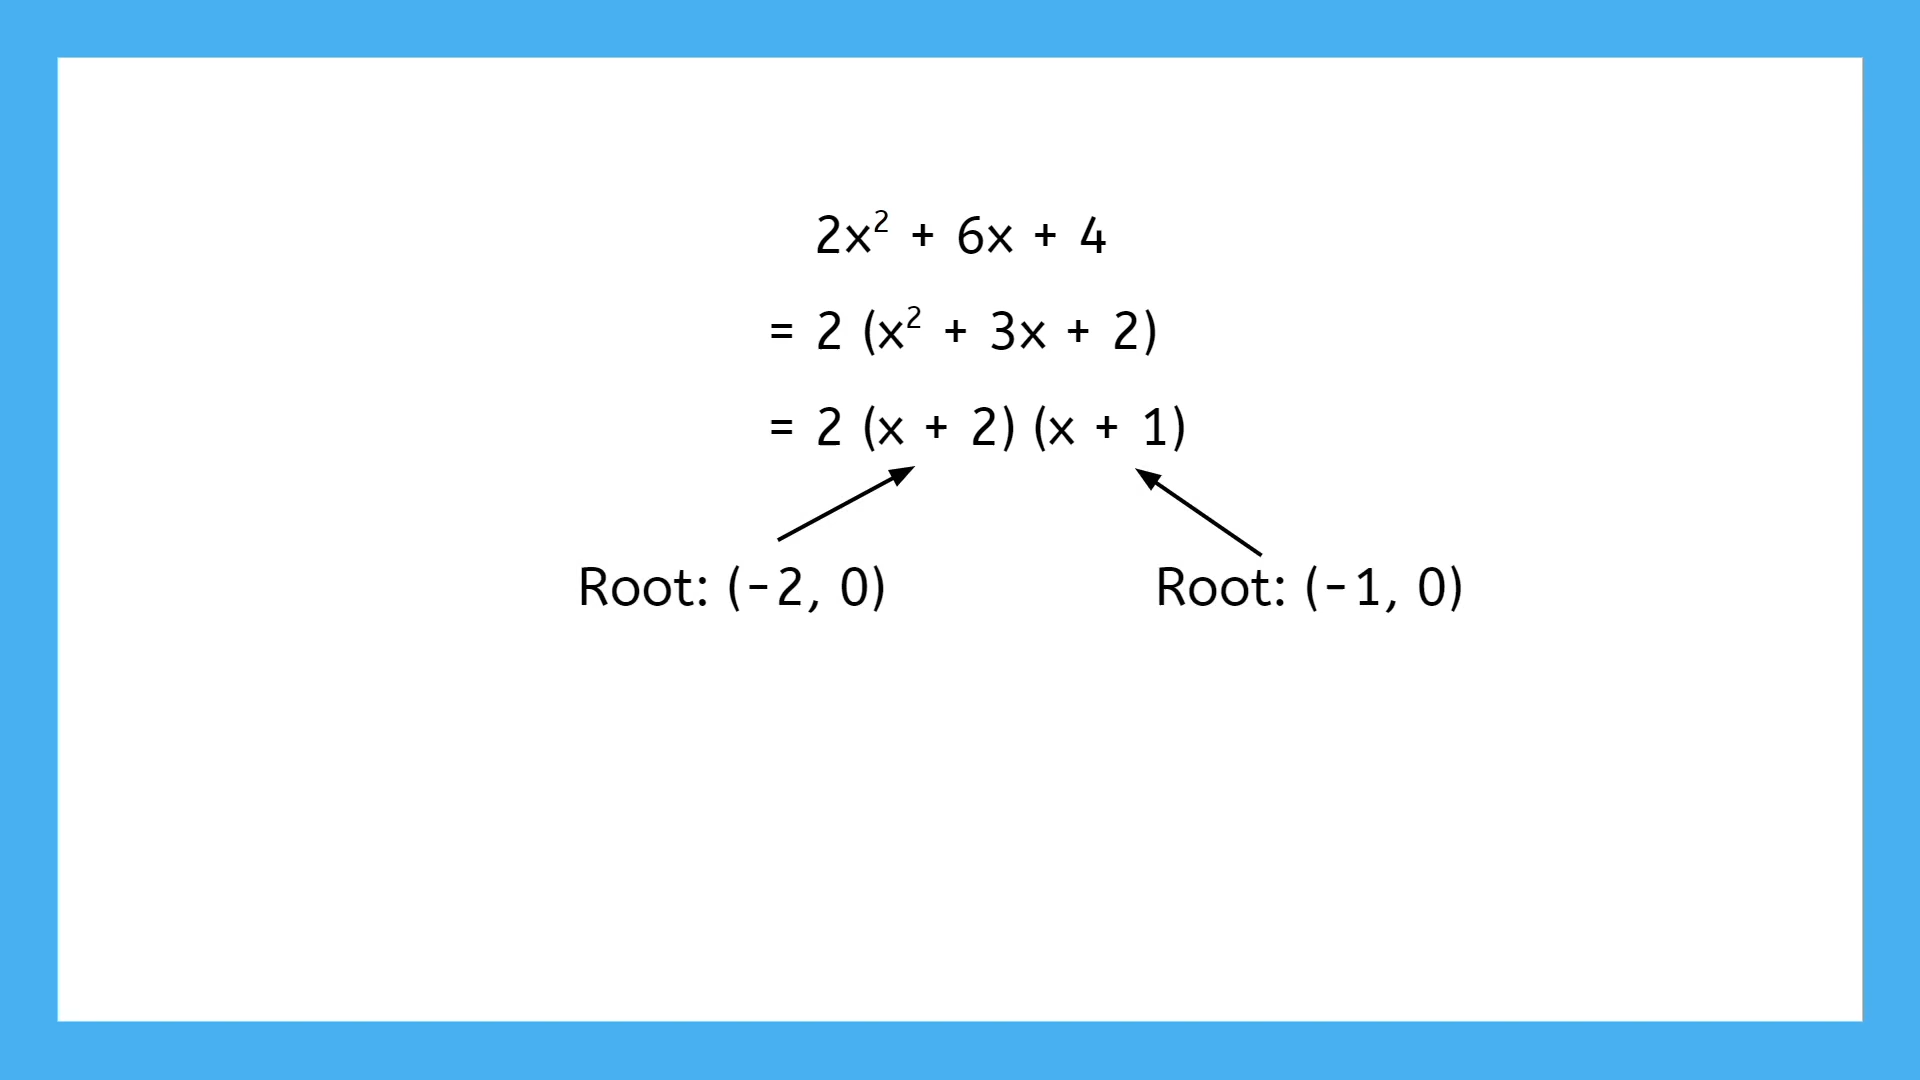 2x² + 6x + 4
= 2 (x² + 3x + 2)
= 2 (x + 2) (x + 1)
Root: (-2, 0)
Root: (-1, 0)